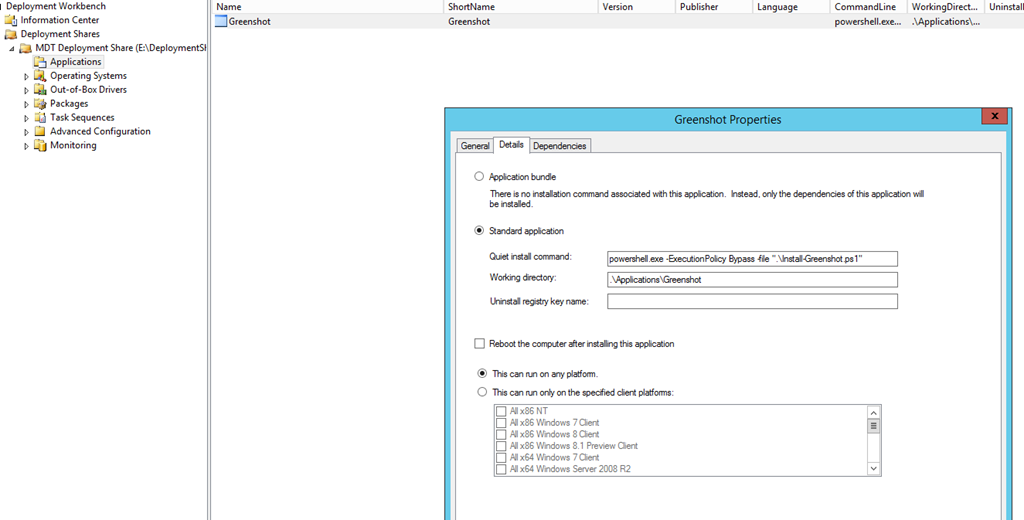 Deployment Workbench
Information Center
Deployment Shares
MDT Deployment Share (E:\DeploymentSh
Applications
Operating Systems
Out-of-Box Drivers
Packages
Task Sequences
Advanced Configuration
Monitoring
Name ShortName Version Publisher Language CommandLine WorkingDirect... Uninstall
Greenshot Greenshot powershell.exe... .\Applications\...
Greenshot Properties
x
General Details Dependencies
Application bundle
There is no installation command associated with this application. Instead, only the dependencies of this application will
be installed.
Standard application
Quiet install command: powershell.exe -ExecutionPolicy Bypass -file ".\Install-Greenshot.ps1"
Working directory: .\Applications\Greenshot
Uninstall registry key name:
Reboot the computer after installing this application
This can run on any platform.
This can run only on the specified client platforms:
All x86 NT
All x86 Windows 7 Client
All x86 Windows 8 Client
All x86 Windows 8.1 Preview Client
All x64 Windows 7 Client
All x64 Windows Server 2008 R2